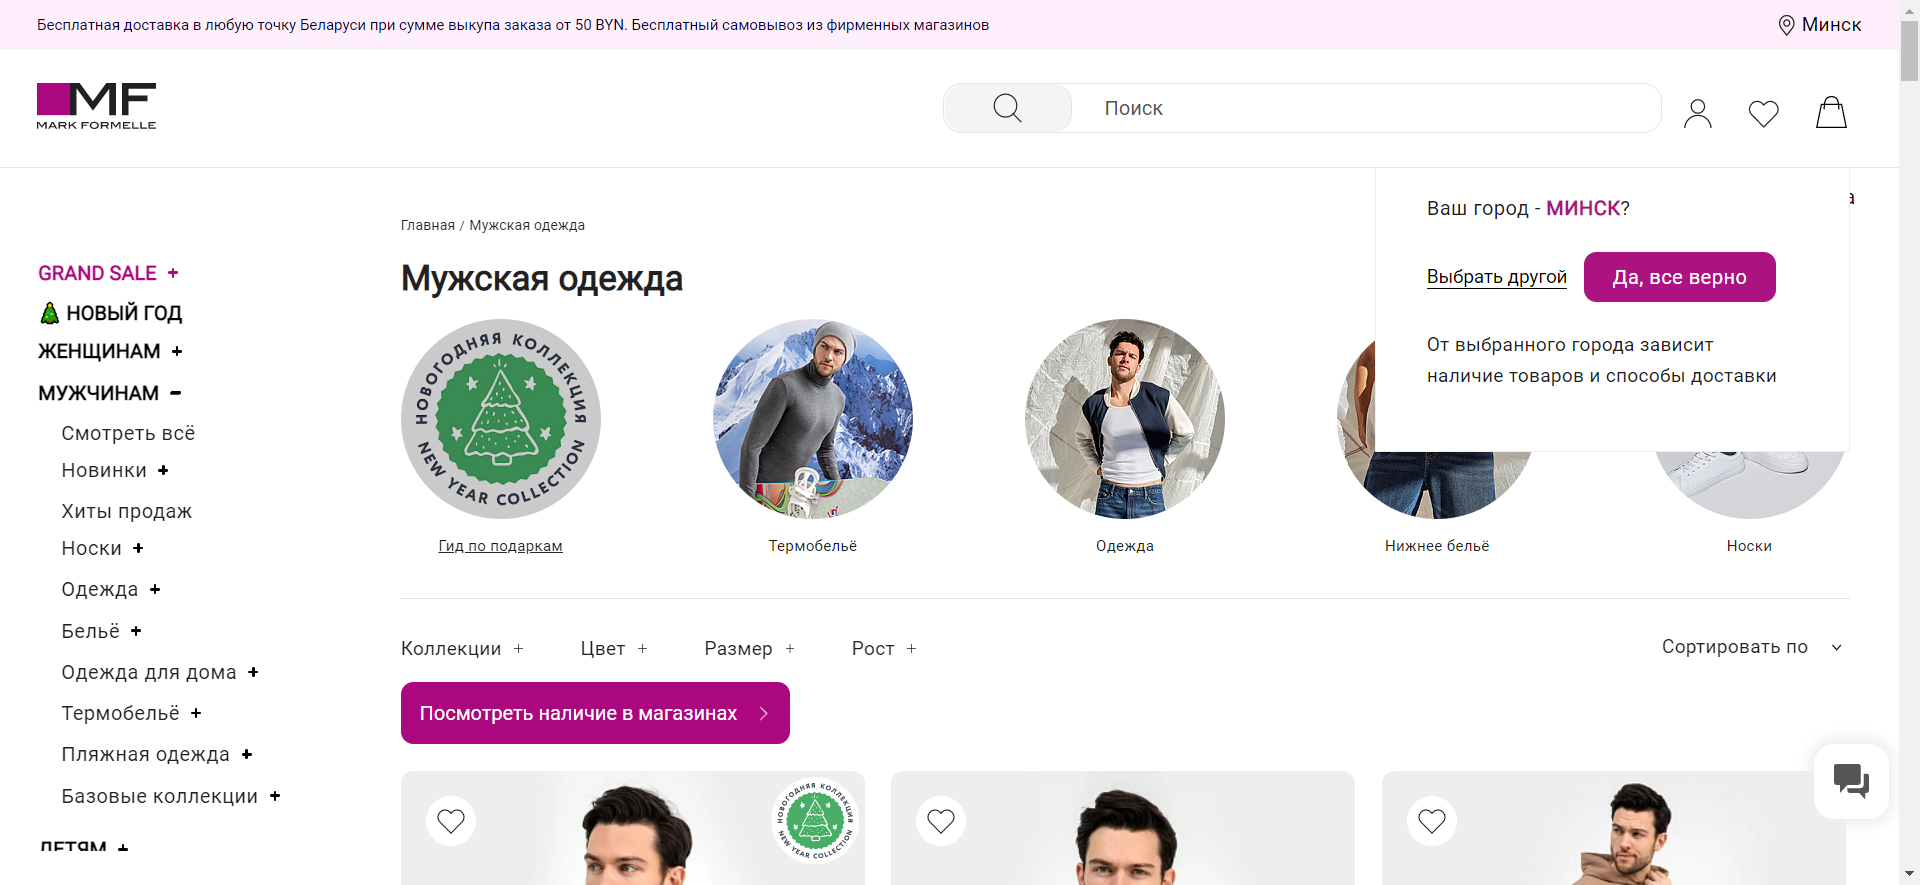 Бесплатная доставка в любую точку Беларуси при сумме выкупа заказа от 50 BYN. Бесплатный самовывоз из фирменных магазинов
Минск
MF
MARK FORMELLE
Поиск
Главная / Мужская одежда
Мужская одежда
Ваш город - МИНСК?
Выбрать другой
Да, все верно
От выбранного города зависит
наличие товаров и способы доставки
GRAND SALE +
НОВЫЙ ГОД
ЖЕНЩИНАМ +
МУЖЧИНАМ −
Смотреть всё
Новинки +
Хиты продаж
Носки +
Одежда +
Бельё +
Одежда для дома +
Термобельё +
Пляжная одежда +
Базовые коллекции +
ДЕТЯМ +
НОВОГОДНЯЯ КОЛЛЕКЦИЯ
NEW YEAR COLLECTION
Гид по подаркам
Термобельё
Одежда
Нижнее бельё
Носки
Коллекции +
Цвет +
Размер +
Рост +
Сортировать по
Посмотреть наличие в магазинах
НОВОГОДНЯЯ КОЛЛЕКЦИЯ
NEW YEAR COLLECTION